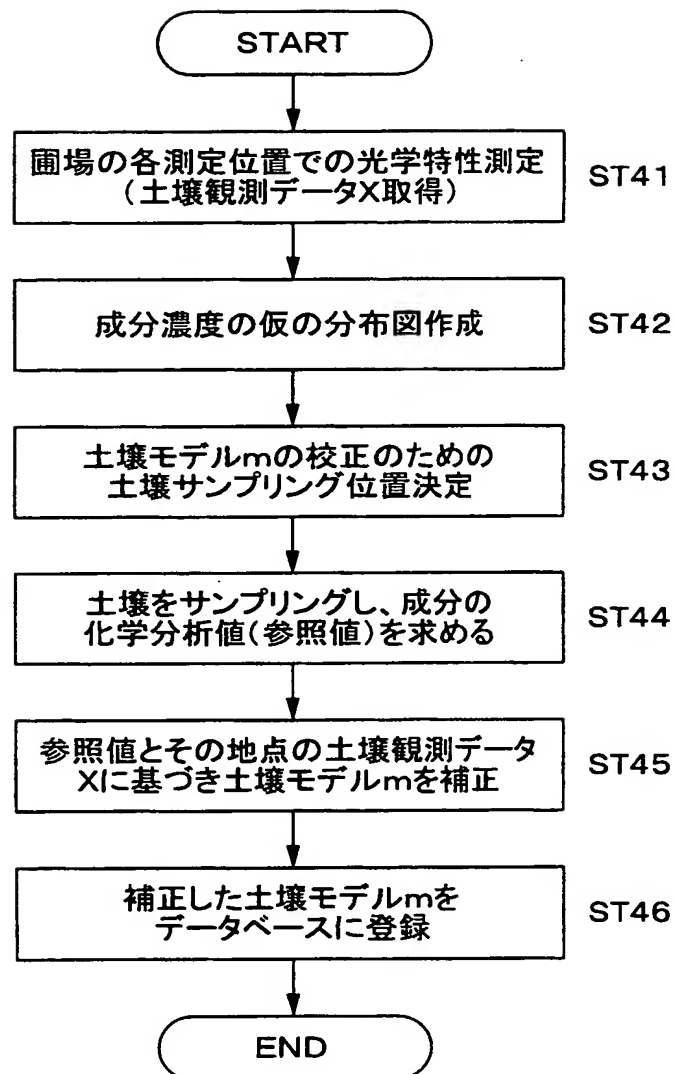 START
圃場の各測定位置での光学特性測定
(土壌観測データX取得)
ST41
成分濃度の仮の分布図作成
ST42
土壌モデルmの校正のための
土壌サンプリング位置決定
ST43
土壌をサンプリングし、成分の
化学分析値(参照値)を求める
ST44
参照値とその地点の土壌観測データ
Xに基づき土壌モデルmを補正
ST45
補正した土壌モデルmを
データベースに登録
ST46
END